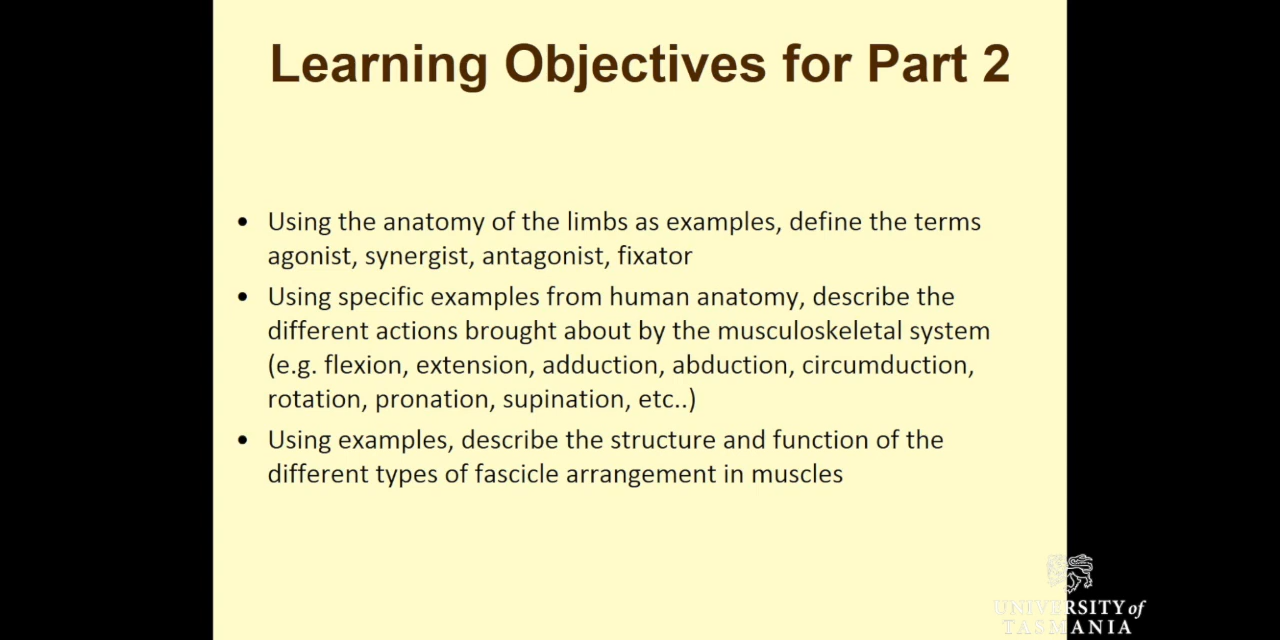 Learning Objectives for Part 2
• Using the anatomy of the limbs as examples, define the terms
agonist, synergist, antagonist, fixator
• Using specific examples from human anatomy, describe the
different actions brought about by the musculoskeletal system
(e.g. flexion, extension, adduction, abduction, circumduction,
rotation, pronation, supination, etc..)
• Using examples, describe the structure and function of the
different types of fascicle arrangement in muscles
UNIVERSITY of
TASMANIA